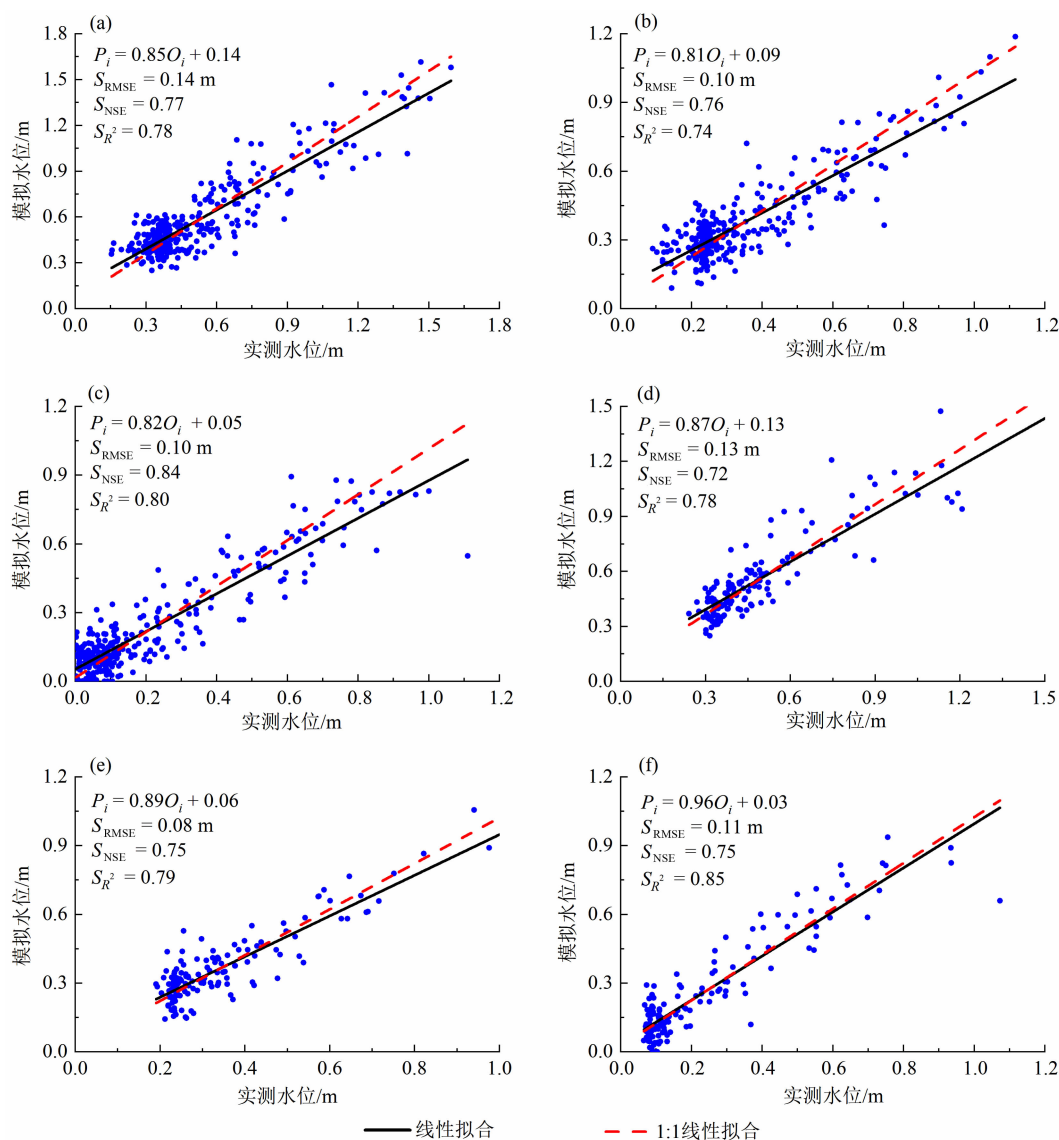 (a)
P_i = 0.85O_i + 0.14
S_RMSE = 0.14 m
S_NSE = 0.77
S_R² = 0.78
模拟水位/m
1.8
1.5
1.2
0.9
0.6
0.3
0.0
0.0 0.3 0.6 0.9 1.2 1.5 1.8
实测水位/m
(b)
P_i = 0.81O_i + 0.09
S_RMSE = 0.10 m
S_NSE = 0.76
S_R² = 0.74
模拟水位/m
1.2
0.9
0.6
0.3
0.0
0.0 0.2 0.4 0.6 0.8 1.0 1.2
实测水位/m
(c)
P_i = 0.82O_i + 0.05
S_RMSE = 0.10 m
S_NSE = 0.84
S_R² = 0.80
模拟水位/m
1.2
0.9
0.6
0.3
0.0
0.0 0.2 0.4 0.6 0.8 1.0 1.2
实测水位/m
(d)
P_i = 0.87O_i + 0.13
S_RMSE = 0.13 m
S_NSE = 0.72
S_R² = 0.78
模拟水位/m
1.5
1.2
0.9
0.6
0.3
0.0
0.0 0.3 0.6 0.9 1.2 1.5
实测水位/m
(e)
P_i = 0.89O_i + 0.06
S_RMSE = 0.08 m
S_NSE = 0.75
S_R² = 0.79
模拟水位/m
1.2
0.9
0.6
0.3
0.0
0.0 0.2 0.4 0.6 0.8 1.0
实测水位/m
(f)
P_i = 0.96O_i + 0.03
S_RMSE = 0.11 m
S_NSE = 0.75
S_R² = 0.85
模拟水位/m
1.2
0.9
0.6
0.3
0.0
0.0 0.2 0.4 0.6 0.8 1.0 1.2
实测水位/m
线性拟合
1:1线性拟合